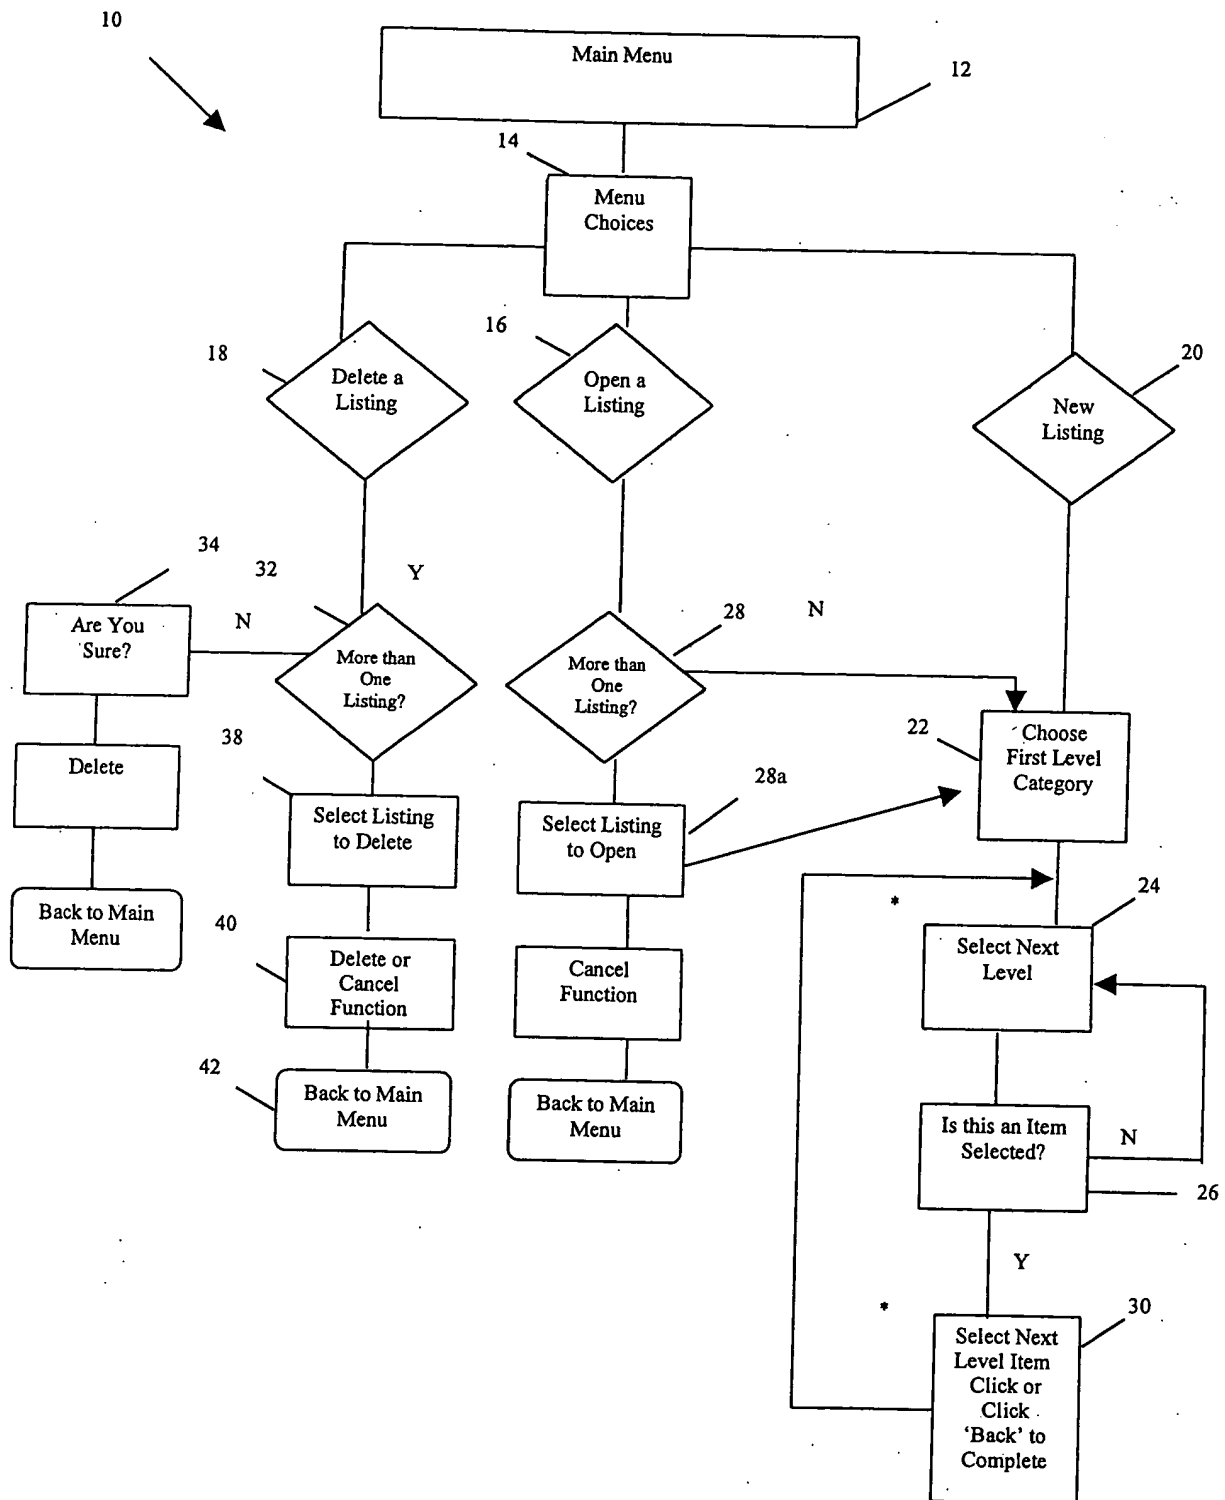 10
Main Menu
12
14
Menu
Choices
16
18
20
Delete a
Listing
Open a
Listing
New
Listing
34
32
Y
N
28
N
Are You
Sure?
More than
One
Listing?
More than
One
Listing?
22
Choose
First Level
Category
38
Delete
28a
Select Listing
to Delete
Select Listing
to Open
Back to Main
Menu
40
*
24
Delete or
Cancel
Function
Cancel
Function
Select Next
Level
42
Back to Main
Menu
Back to Main
Menu
Is this an Item
Selected?
N
26
Y
*
30
Select Next
Level Item
Click or
Click
‘Back’ to
Complete